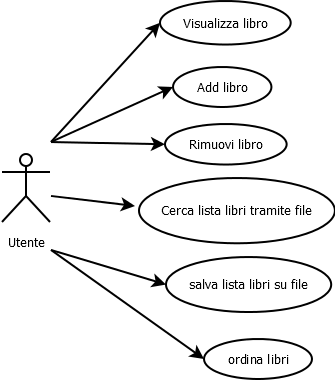 Visualizza libro
Add libro
Rimuovi libro
Cerca lista libri tramite file
Utente
salva lista libri su file
ordina libri